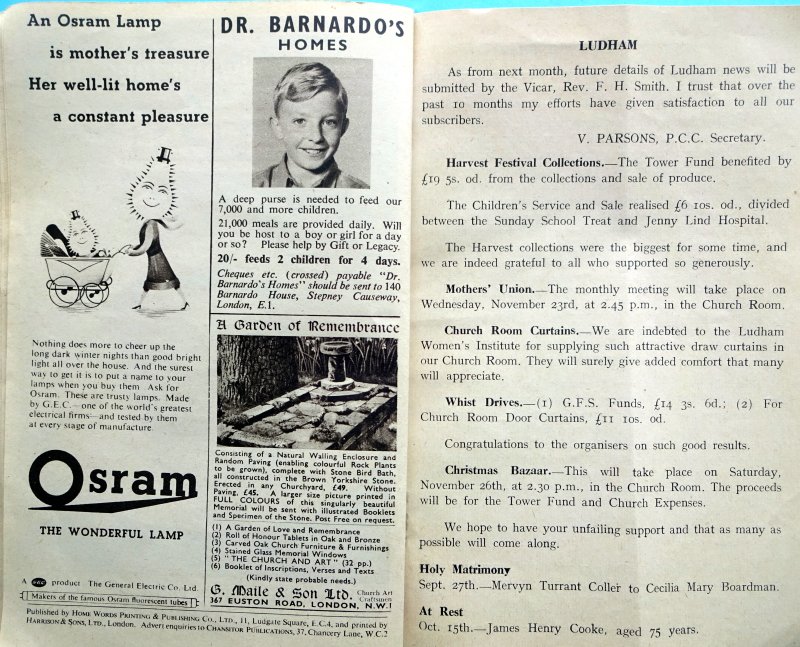 An Osram Lamp
is mother's treasure
Her well-lit home's
a constant pleasure
Nothing does more to cheer up the
long dark winter nights than good bright
light all over the house. And the surest
way to get it is to put a name to your
lamps when you buy them Ask for
Osram. These are trusty lamps. Made
by G.E.C.—one of the world's greatest
electrical firms—and tested by them
at every stage of manufacture.
Osram
THE WONDERFUL LAMP
A G.E.C. product The General Electric Co. Ltd.
Makers of the famous Osram fluorescent tubes
DR. BARNARDO'S
HOMES
A deep purse is needed to feed our
7,000 and more children.
21,000 meals are provided daily. Will
you be host to a boy or girl for a day
or so? Please help by Gift or Legacy.
20/- feeds 2 children for 4 days.
Cheques etc. (crossed) payable "Dr.
Barnardo's Homes" should be sent to 140
Barnardo House, Stepney Causeway,
London, E.1.
A Garden of Remembrance
Consisting of a Natural Walling Enclosure and
Random Paving (enabling colourful Rock Plants
to be grown), complete with Stone Bird Bath,
all constructed in the Brown Yorkshire Stone.
Erected in any Churchyard, £49. Without
Paving, £45. A larger size picture printed in
FULL COLOURS of this singularly beautiful
Memorial will be sent with illustrated Booklets
and Specimen of the Stone. Post Free on request.
(1) A Garden of Love and Remembrance
(2) Roll of Honour Tablets in Oak and Bronze
(3) Carved Oak Church Furniture & Furnishings
(4) Stained Glass Memorial Windows
(5) "THE CHURCH AND ART" (32 pp.)
(6) Booklet of Inscriptions, Verses and Texts
(Kindly state probable needs.)
G. Maile & Son Ltd. Church Art Craftsmen
367 EUSTON ROAD, LONDON, N.W.1
Published by HOME WORDS PRINTING & PUBLISHING CO., LTD., 11, Ludgate Square, E.C.4, and printed by
HARRISON & SONS, LTD., London. Advert enquiries to CHANSITOR PUBLICATIONS, 37, Chancery Lane, W.C.2
LUDHAM
As from next month, future details of Ludham news will be
submitted by the Vicar, Rev. F. H. Smith. I trust that over the
past 10 months my efforts have given satisfaction to all our
subscribers.
V. PARSONS, P.C.C. Secretary.
Harvest Festival Collections.—The Tower Fund benefited by
£19 5s. 0d. from the collections and sale of produce.
The Children's Service and Sale realised £6 10s. 0d., divided
between the Sunday School Treat and Jenny Lind Hospital.
The Harvest collections were the biggest for some time, and
we are indeed grateful to all who supported so generously.
Mothers' Union.—The monthly meeting will take place on
Wednesday, November 23rd, at 2.45 p.m., in the Church Room.
Church Room Curtains.—We are indebted to the Ludham
Women's Institute for supplying such attractive draw curtains in
our Church Room. They will surely give added comfort that many
will appreciate.
Whist Drives.—(1) G.F.S. Funds, £14 3s. 6d.; (2) For
Church Room Door Curtains, £11 10s. 0d.
Congratulations to the organisers on such good results.
Christmas Bazaar.—This will take place on Saturday,
November 26th, at 2.30 p.m., in the Church Room. The proceeds
will be for the Tower Fund and Church Expenses.
We hope to have your unfailing support and that as many as
possible will come along.
Holy Matrimony
Sept. 27th.—Mervyn Turrant Coller to Cecilia Mary Boardman.
At Rest
Oct. 15th.—James Henry Cooke, aged 75 years.